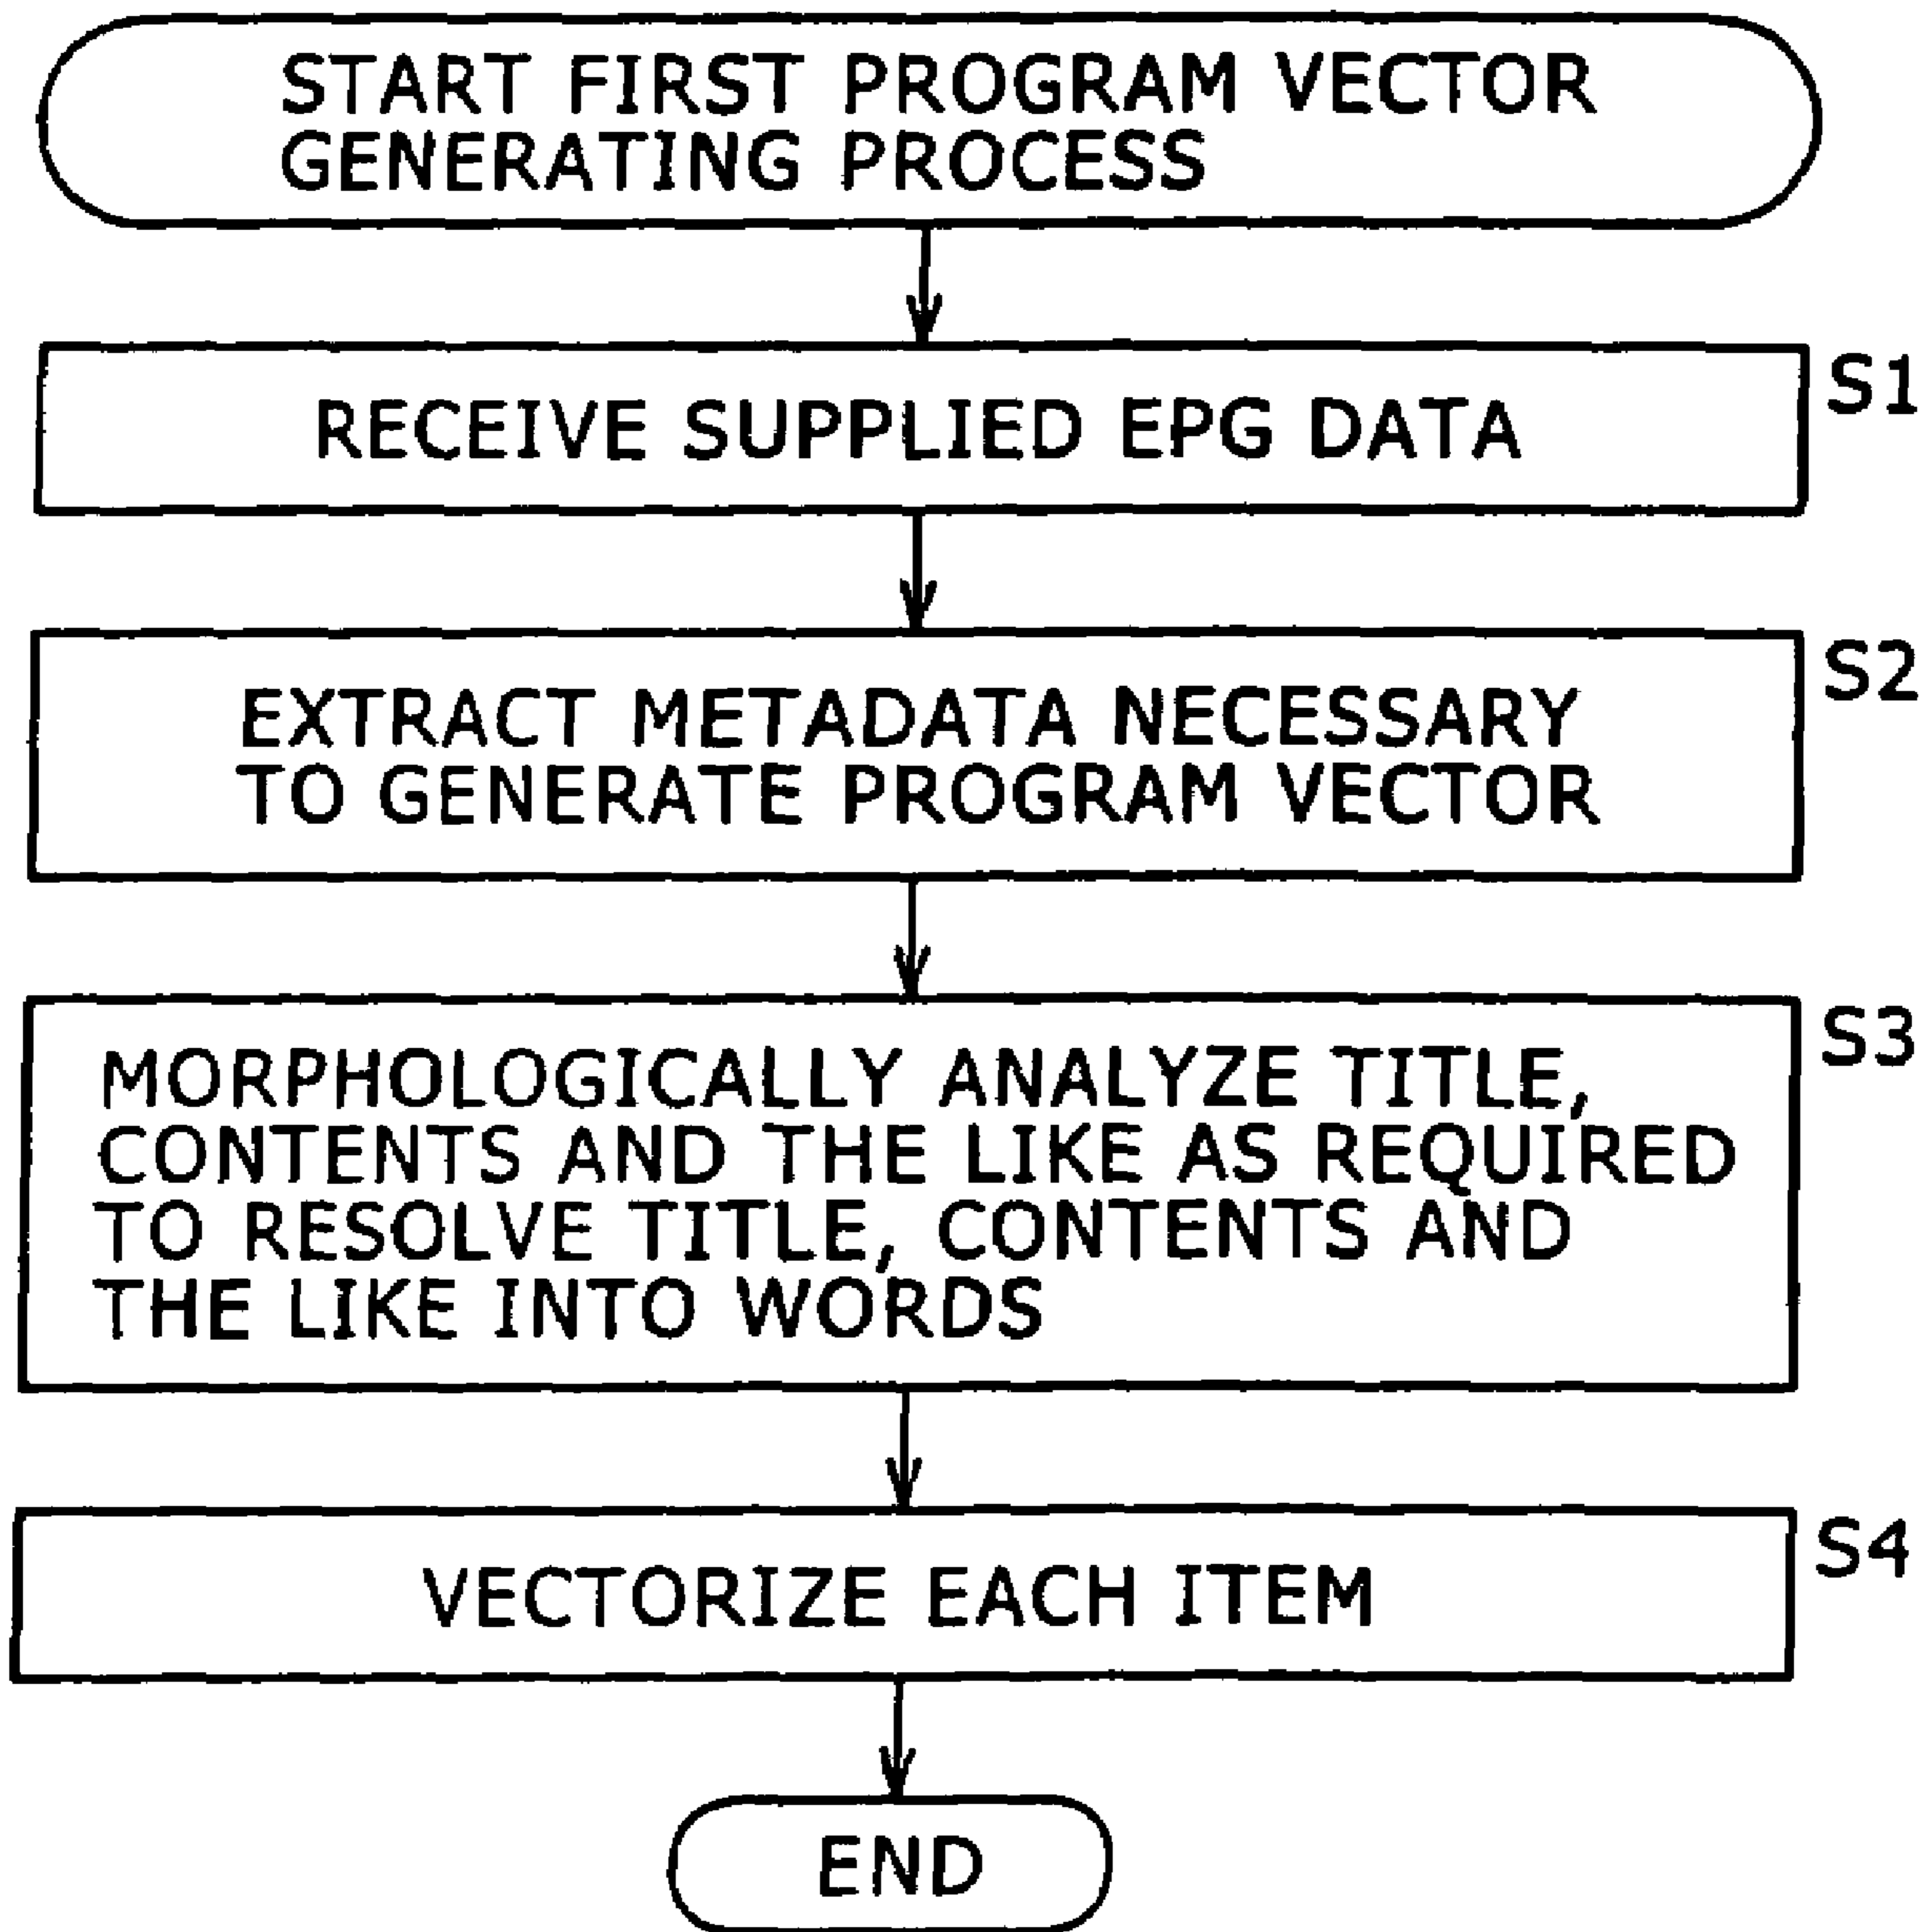 START FIRST PROGRAM VECTOR
GENERATING PROCESS
RECEIVE SUPPLIED EPG DATA
S1
EXTRACT METADATA NECESSARY
TO GENERATE PROGRAM VECTOR
S2
MORPHOLOGICALLY ANALYZE TITLE,
CONTENTS AND THE LIKE AS REQUIRED
TO RESOLVE TITLE, CONTENTS AND
THE LIKE INTO WORDS
S3
VECTORIZE EACH ITEM
S4
END